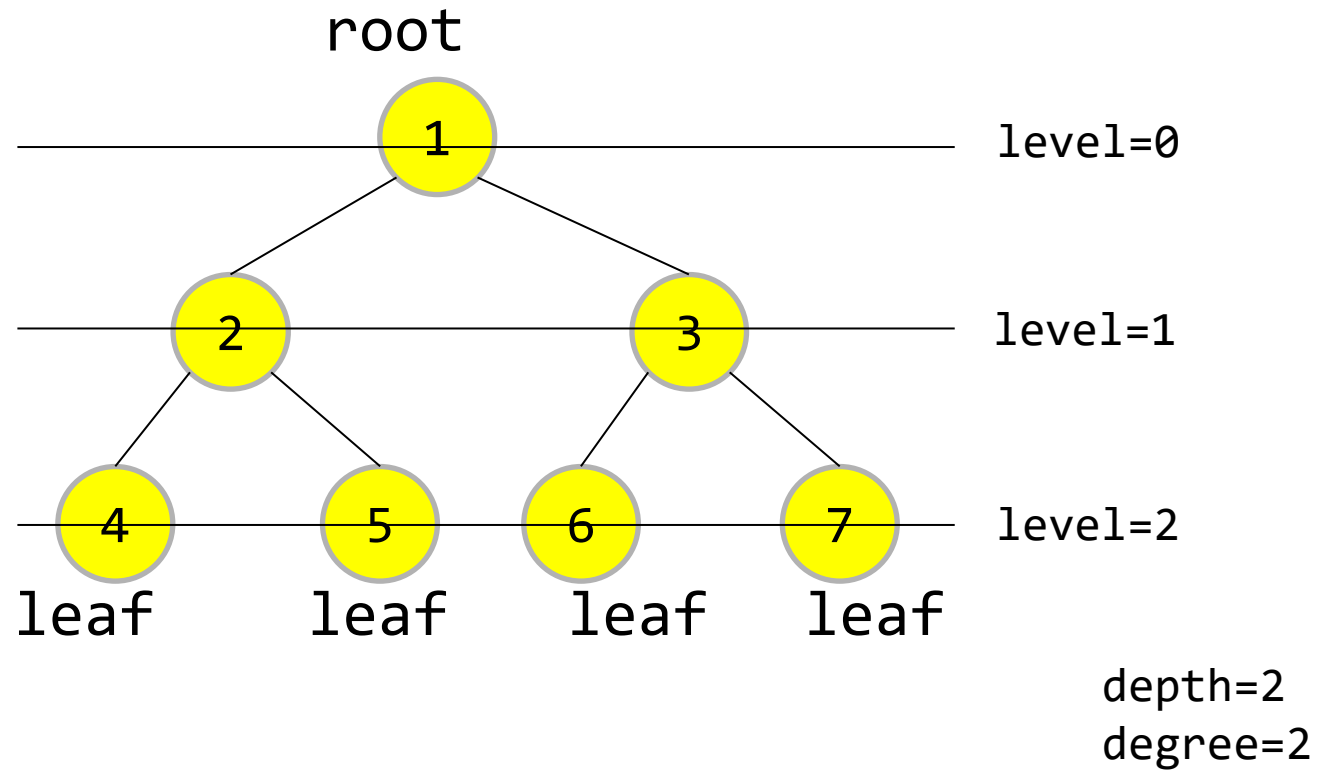 root
1
level=0
2
3
level=1
4
5
6
7
level=2
leaf
leaf
leaf
leaf
depth=2
degree=2